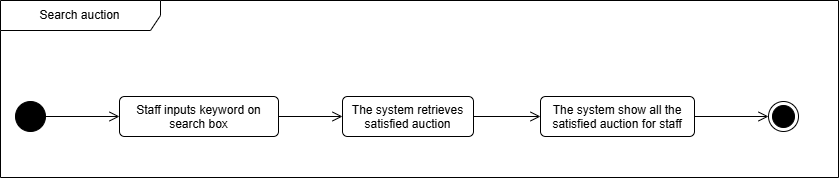 Search auction
Staff inputs keyword on
search box
The system retrieves
satisfied auction
The system show all the
satisfied auction for staff